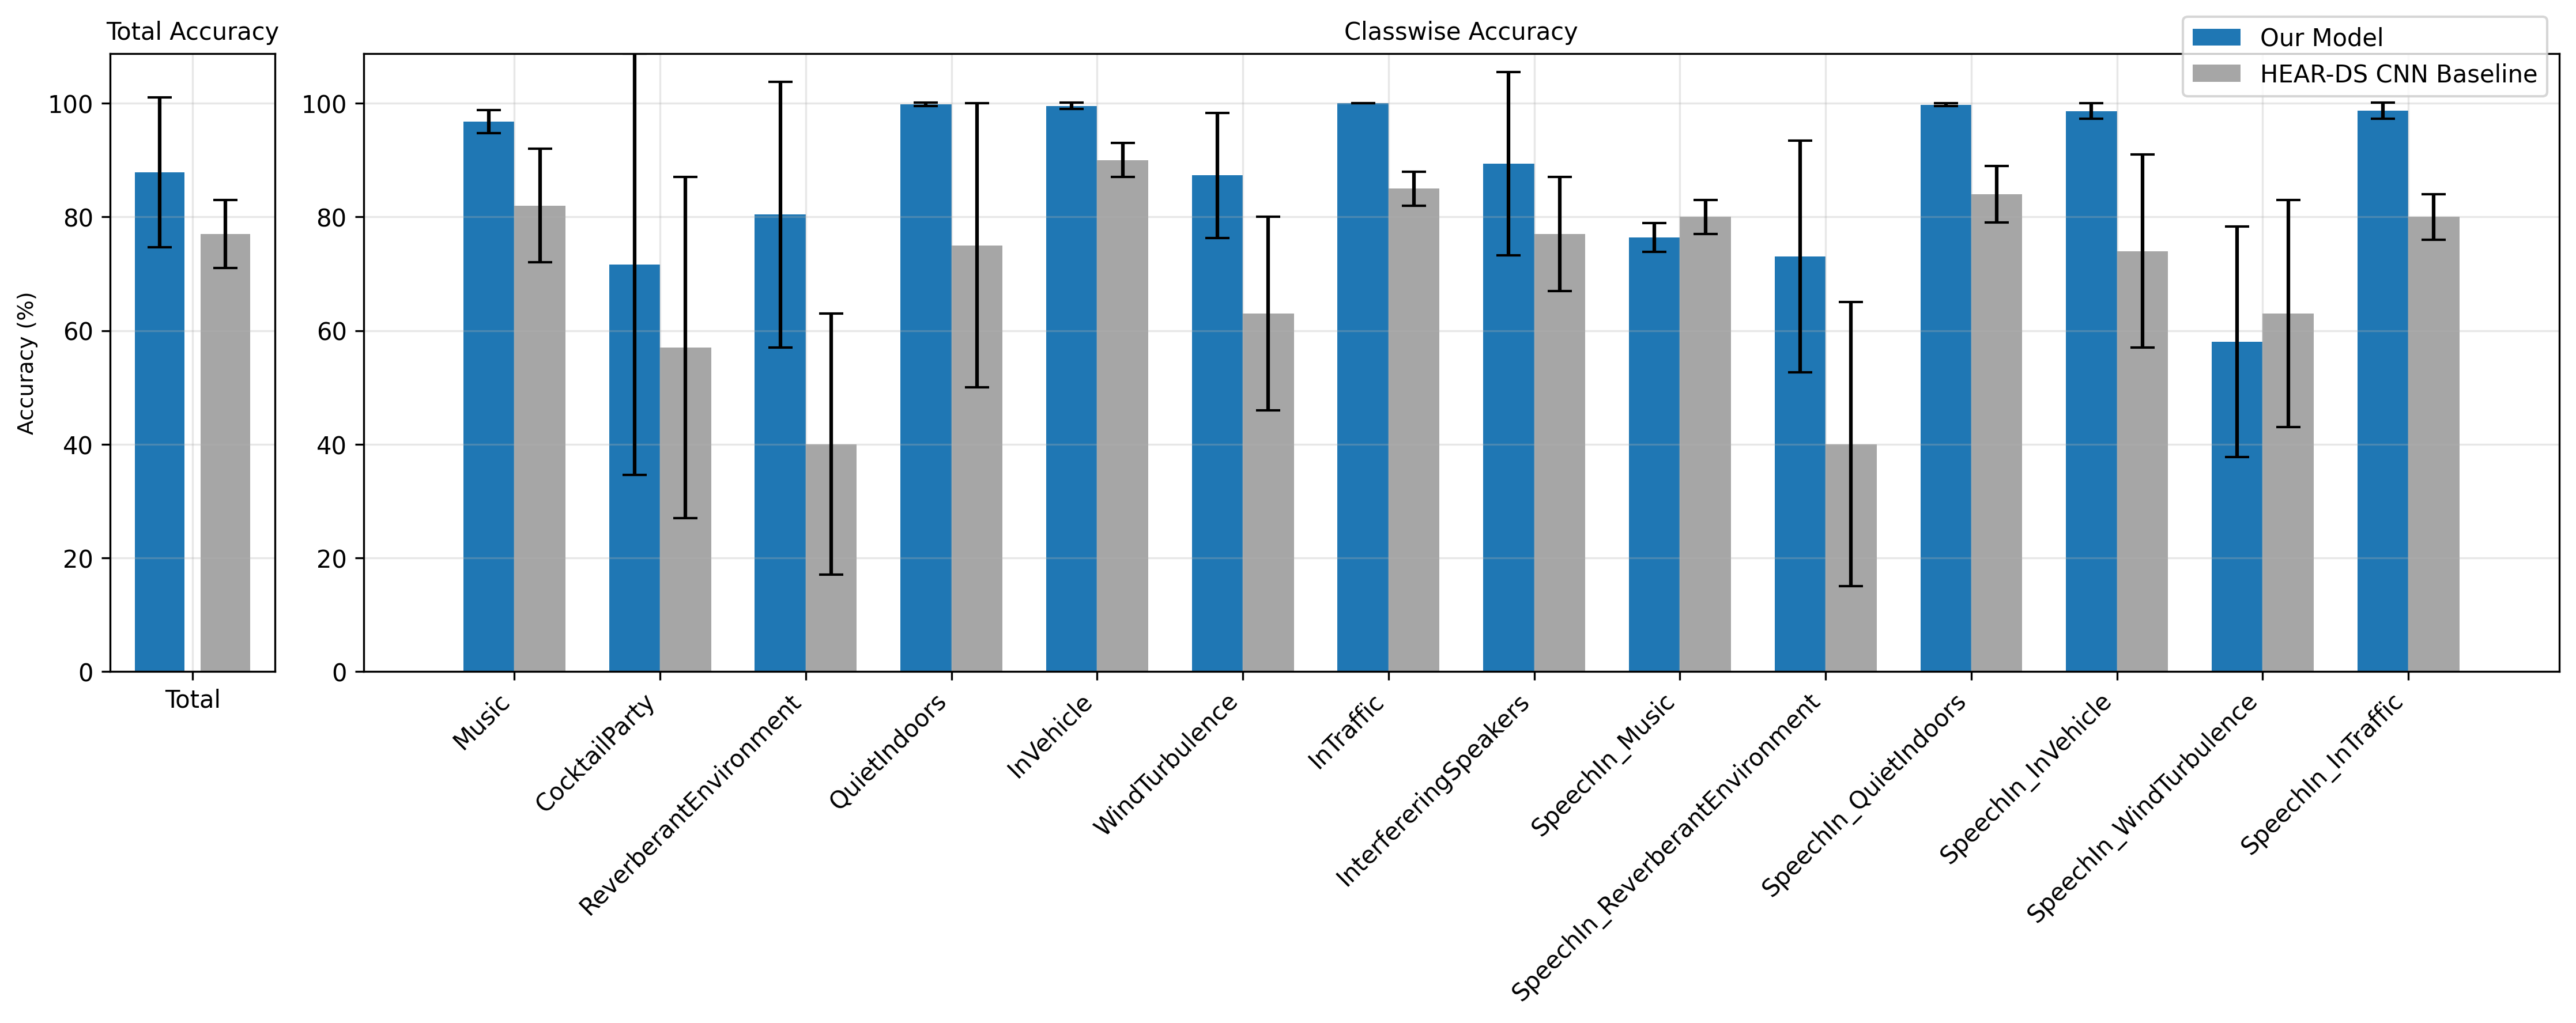 Total Accuracy
Classwise Accuracy
Our Model
HEAR-DS CNN Baseline
Accuracy (%)
100
80
60
40
20
0
Total
100
80
60
40
20
0
Music
CocktailParty
ReverberantEnvironment
QuietIndoors
InVehicle
WindTurbulence
InTraffic
InterferingSpeakers
SpeechIn_Music
SpeechIn_ReverberantEnvironment
SpeechIn_QuietIndoors
SpeechIn_InVehicle
SpeechIn_WindTurbulence
SpeechIn_InTraffic